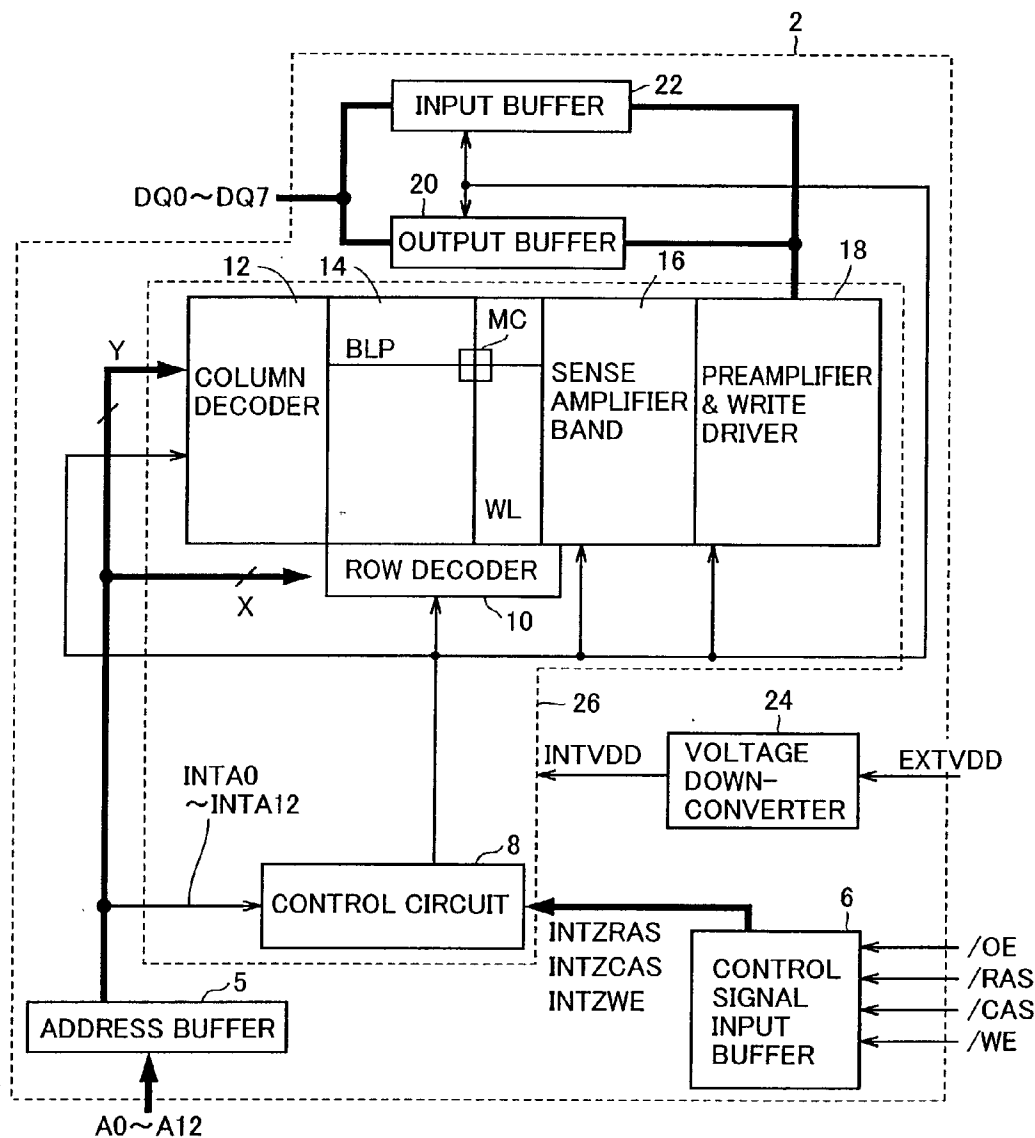 2
22
INPUT BUFFER
20
DQ0～DQ7
OUTPUT BUFFER
12
14
16
18
MC
Y
BLP
COLUMN
DECODER
SENSE
AMPLIFIER
BAND
PREAMPLIFIER
& WRITE
DRIVER
WL
ROW DECODER
X
10
26
24
INTVDD
VOLTAGE
DOWN-
CONVERTER
EXTVDD
INTA0
～INTA12
8
CONTROL CIRCUIT
6
INTZRAS
INTZCAS
INTZWE
CONTROL
SIGNAL
INPUT
BUFFER
/OE
/RAS
/CAS
/WE
5
ADDRESS BUFFER
A0～A12